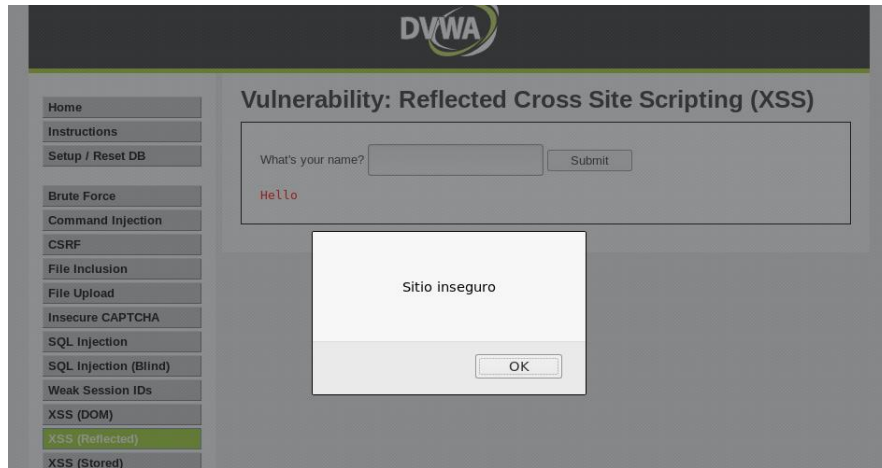 DVWA
Home
Instructions
Setup / Reset DB
Brute Force
Command Injection
CSRF
File Inclusion
File Upload
Insecure CAPTCHA
SQL Injection
SQL Injection (Blind)
Weak Session IDs
XSS (DOM)
XSS (Reflected)
XSS (Stored)
Vulnerability: Reflected Cross Site Scripting (XSS)
What's your name? Submit
Hello
Sitio inseguro
OK